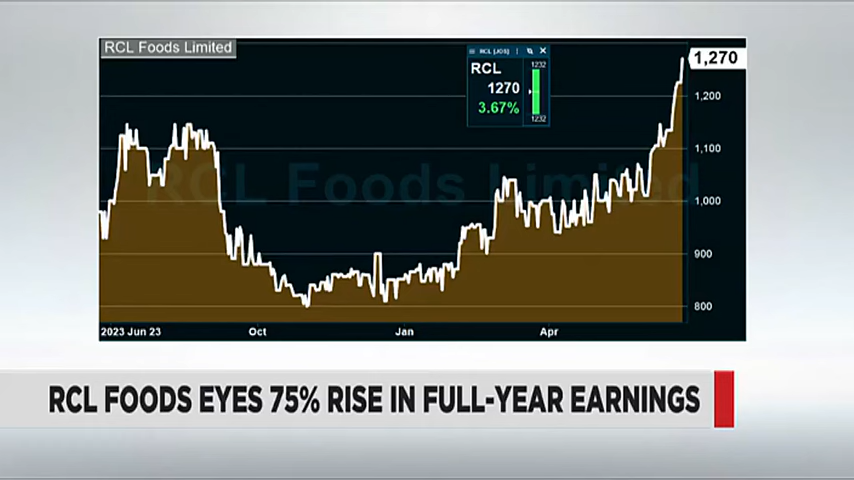 RCL Foods Limited
RCL [JOS]
RCL
1270
3.67%
1232
1232
1,270
1,200
1,100
RCL Foods Limited
1,000
900
800
2023 Jun 23 Oct Jan Apr
RCL FOODS EYES 75% RISE IN FULL-YEAR EARNINGS